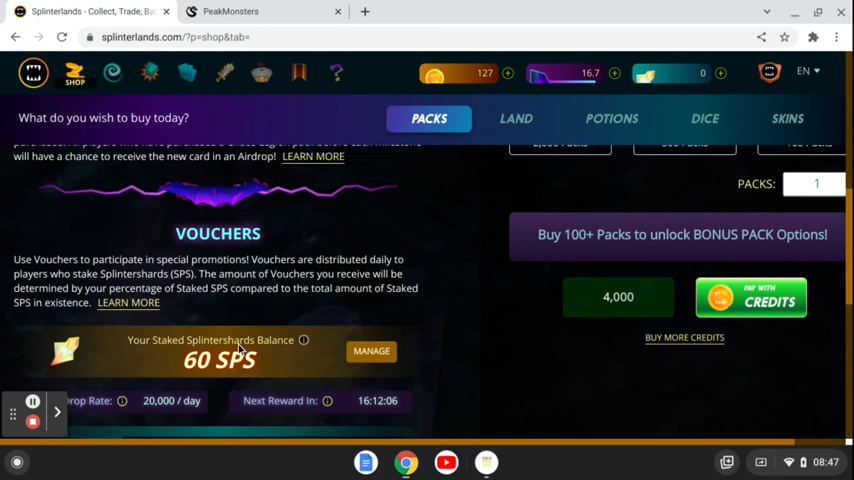 Splinterlands - Collect, Trade, Ba
PeakMonsters
splinterlands.com/?p=shop&tab=
SHOP
127
16.7
0
EN
What do you wish to buy today?
PACKS
LAND
POTIONS
DICE
SKINS
will have a chance to receive the new card in an Airdrop! LEARN MORE
VOUCHERS
Use Vouchers to participate in special promotions! Vouchers are distributed daily to
players who stake Splintershards (SPS). The amount of Vouchers you receive will be
determined by your percentage of Staked SPS compared to the total amount of Staked
SPS in existence. LEARN MORE
Your Staked Splintershards Balance
60 SPS
MANAGE
rop Rate:
20,000 / day
Next Reward In:
16:12:06
PACKS:
1
Buy 100+ Packs to unlock BONUS PACK Options!
4,000
PAY WITH
CREDITS
BUY MORE CREDITS
08:47